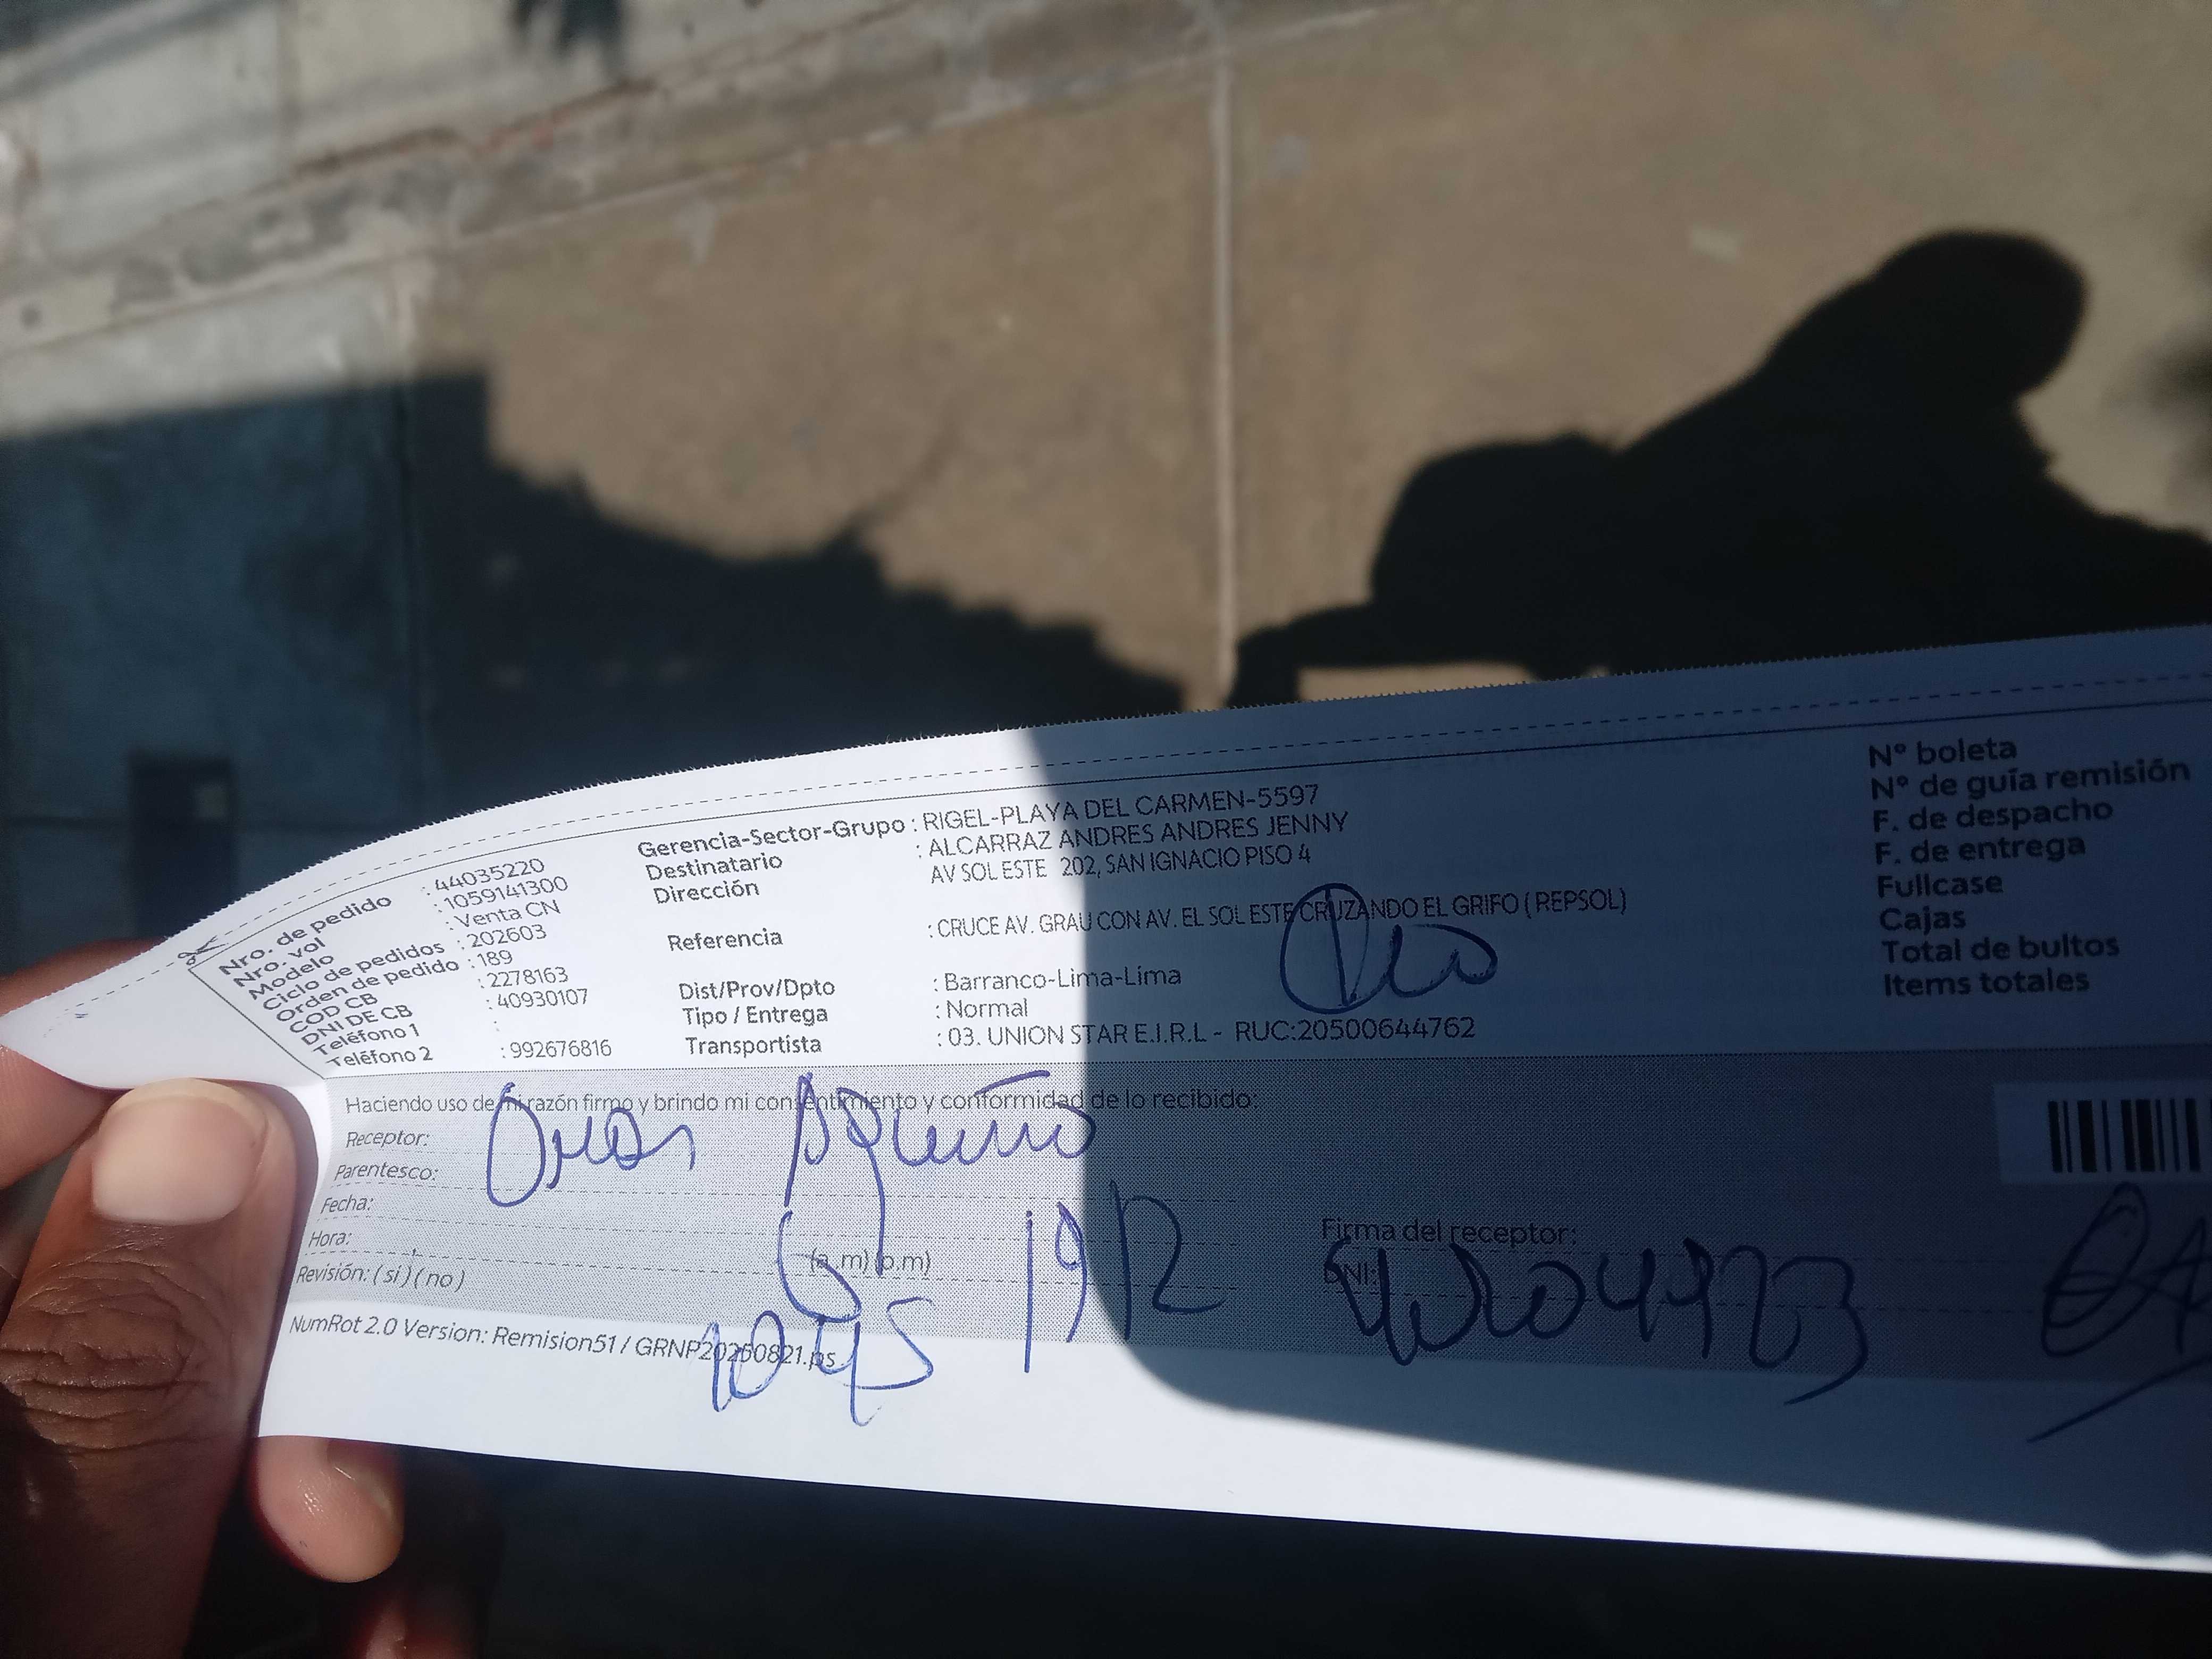 Nro. de pedido : 44035220
Nro. vol : 1059141300
Modelo : Venta CN
Ciclo de pedidos : 202603
Orden de pedido : 189
COD CB : 2278163
DNI DE CB : 40930107
Teléfono 1 :
Teléfono 2 : 992676816
Gerencia-Sector-Grupo : RIGEL-PLAYA DEL CARMEN-5597
Destinatario : ALCARRAZ ANDRES ANDRES JENNY
Dirección AV SOL ESTE 202, SAN IGNACIO PISO 4
Referencia : CRUCE AV. GRAU CON AV. EL SOL ESTE CRUZANDO EL GRIFO ( REPSOL)
Dist/Prov/Dpto : Barranco-Lima-Lima
Tipo / Entrega : Normal
Transportista : 03. UNION STAR E.I.R.L - RUC:20500644762
N° boleta
N° de guía remisión
F. de despacho
F. de entrega
Fullcase
Cajas
Total de bultos
Items totales
Haciendo uso de mi razón firmo y brindo mi consentimiento y conformidad de lo recibido:
Receptor:
Parentesco:
Fecha: 19/12
Hora: (a.m) (p.m)
10 45
Revisión: ( si ) ( no )
Firma del receptor:
DNI:
NumRot 2.0 Version: Remision51 / GRNP20250821.ps